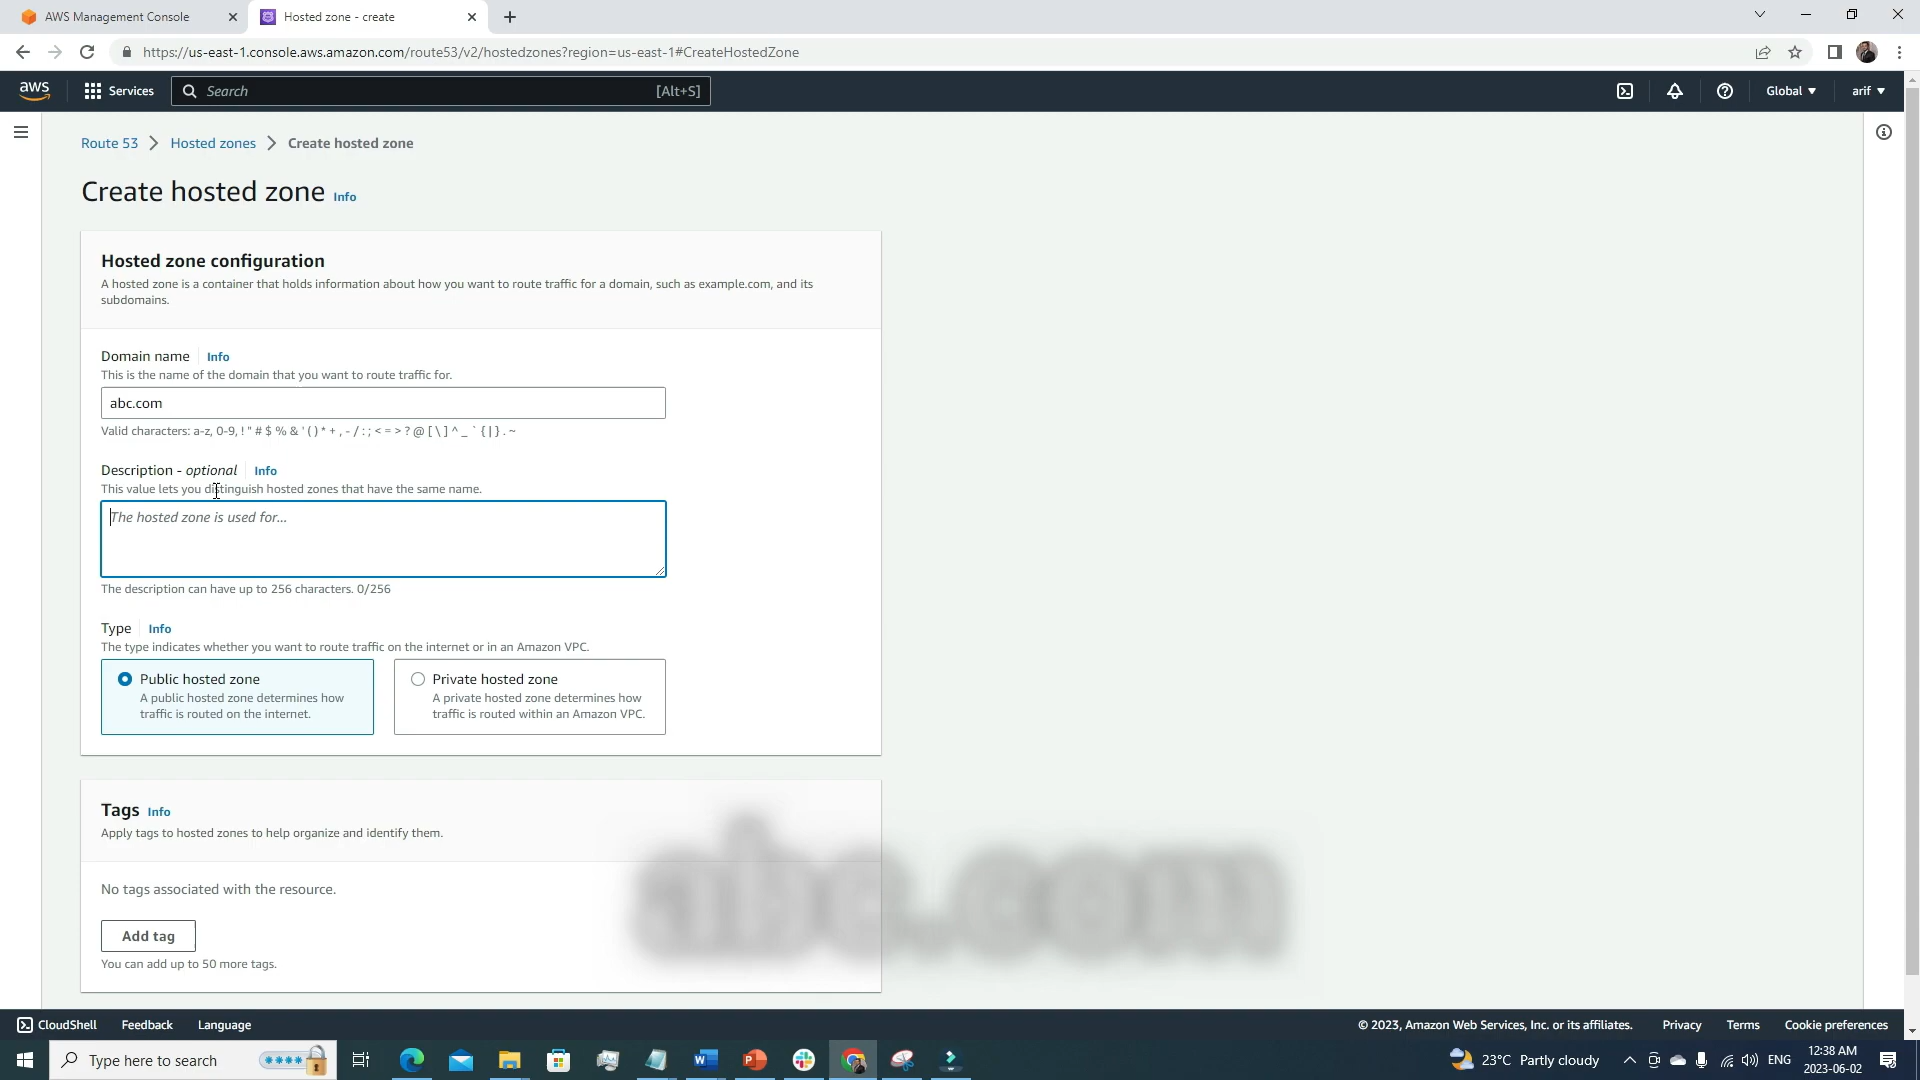 AWS Management Console
Hosted zone - create
https://us-east-1.console.aws.amazon.com/route53/v2/hostedzones?region=us-east-1#CreateHostedZone
aws
Services
Search
[Alt+S]
Global
arif
Route 53
Hosted zones
Create hosted zone
Create hosted zone Info
Hosted zone configuration
A hosted zone is a container that holds information about how you want to route traffic for a domain, such as example.com, and its
subdomains.
Domain name Info
This is the name of the domain that you want to route traffic for.
abc.com
Valid characters: a-z, 0-9, ! " # $ % & ' ( ) * + , - / : ; < = > ? @ [ \ ] ^ _ ` { | } . ~
Description - optional Info
This value lets you distinguish hosted zones that have the same name.
The hosted zone is used for...
The description can have up to 256 characters. 0/256
Type Info
The type indicates whether you want to route traffic on the internet or in an Amazon VPC.
Public hosted zone
A public hosted zone determines how
traffic is routed on the internet.
Private hosted zone
A private hosted zone determines how
traffic is routed within an Amazon VPC.
Tags Info
Apply tags to hosted zones to help organize and identify them.
No tags associated with the resource.
abc.com
Add tag
You can add up to 50 more tags.
CloudShell
Feedback
Language
© 2023, Amazon Web Services, Inc. or its affiliates.
Privacy
Terms
Cookie preferences
Type here to search
23°C Partly cloudy
ENG
12:38 AM
2023-06-02